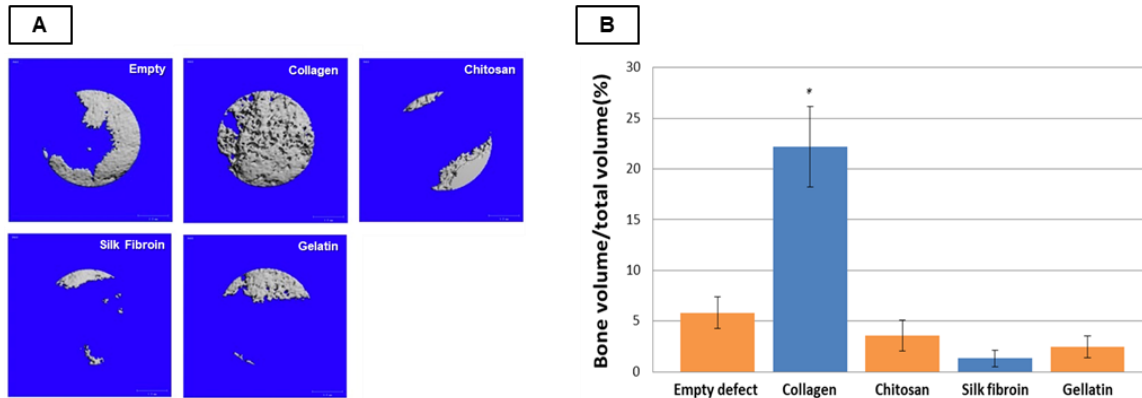 A
B
Empty
Collagen
Chitosan
Silk Fibroin
Gelatin
Bone volume/total volume(%)
30
25
20
15
10
5
0
*
Empty defect
Collagen
Chitosan
Silk fibroin
Gellatin